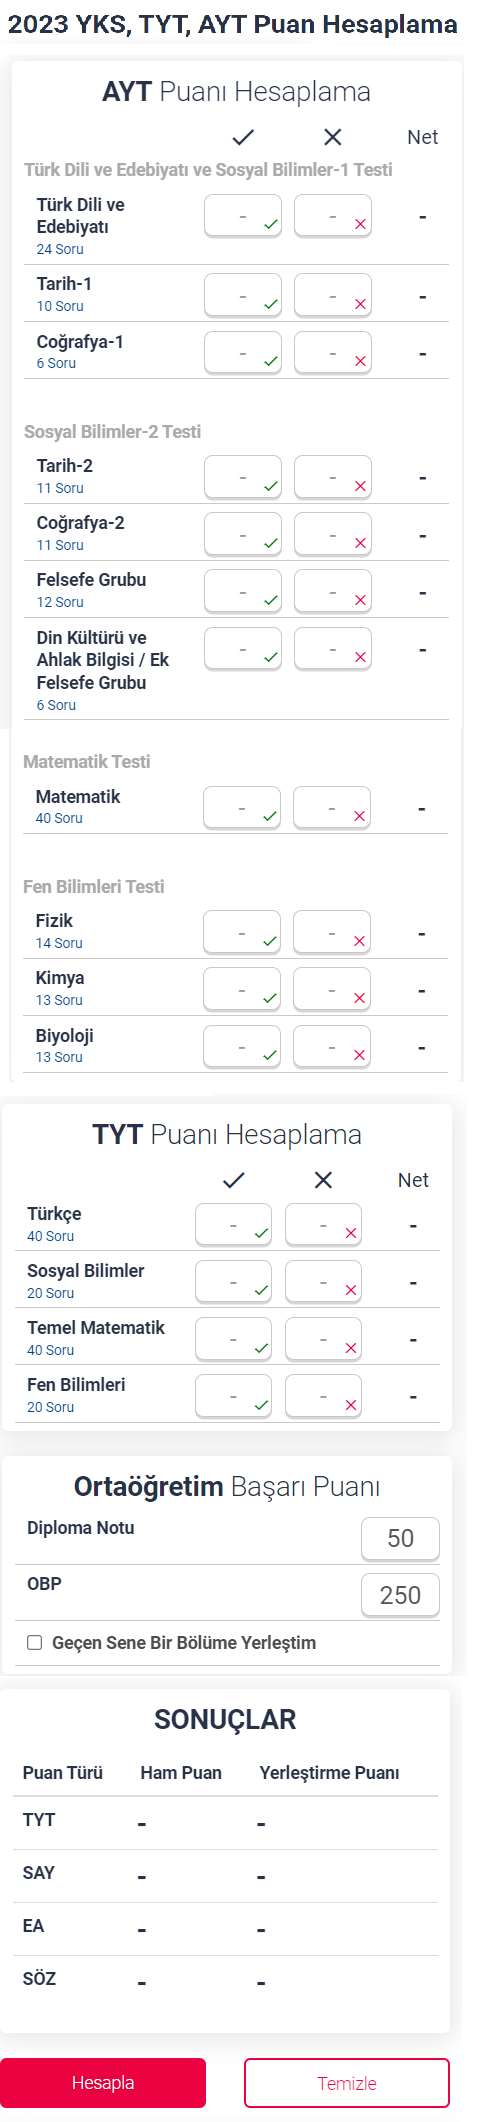 2023 YKS, TYT, AYT Puan Hesaplama
AYT Puanı Hesaplama
Net
Türk Dili ve Edebiyatı ve Sosyal Bilimler-1 Testi
Türk Dili ve
Edebiyatı
24 Soru
- - -
Tarih-1
10 Soru
- - -
Coğrafya-1
6 Soru
- - -
Sosyal Bilimler-2 Testi
Tarih-2
11 Soru
- - -
Coğrafya-2
11 Soru
- - -
Felsefe Grubu
12 Soru
- - -
Din Kültürü ve
Ahlak Bilgisi / Ek
Felsefe Grubu
6 Soru
- - -
Matematik Testi
Matematik
40 Soru
- - -
Fen Bilimleri Testi
Fizik
14 Soru
- - -
Kimya
13 Soru
- - -
Biyoloji
13 Soru
- - -
TYT Puanı Hesaplama
Net
Türkçe
40 Soru
- - -
Sosyal Bilimler
20 Soru
- - -
Temel Matematik
40 Soru
- - -
Fen Bilimleri
20 Soru
- - -
Ortaöğretim Başarı Puanı
Diploma Notu 50
OBP 250
Geçen Sene Bir Bölüme Yerleştim
SONUÇLAR
Puan Türü Ham Puan Yerleştirme Puanı
TYT - -
SAY - -
EA - -
SÖZ - -
Hesapla Temizle